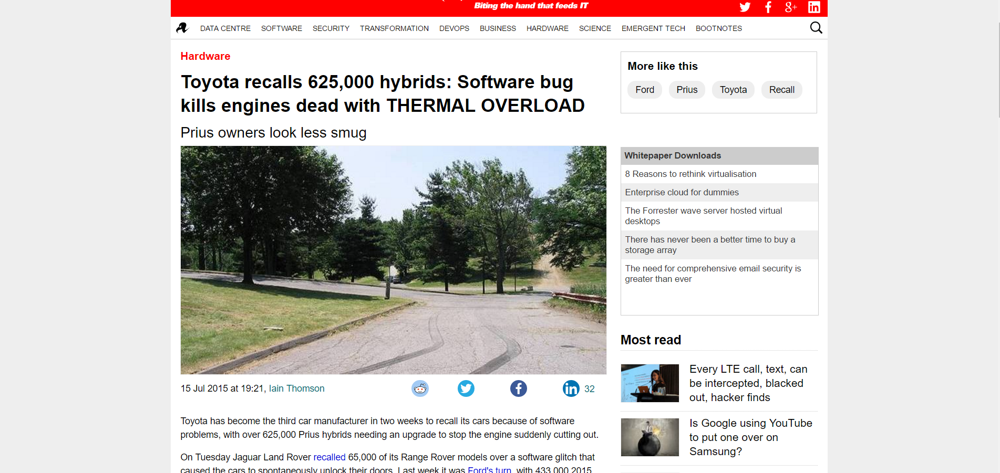 Biting the hand that feeds IT
DATA CENTRE SOFTWARE SECURITY TRANSFORMATION DEVOPS BUSINESS HARDWARE SCIENCE EMERGENT TECH BOOTNOTES
Hardware
Toyota recalls 625,000 hybrids: Software bug
kills engines dead with THERMAL OVERLOAD
Prius owners look less smug
15 Jul 2015 at 19:21, Iain Thomson
32
Toyota has become the third car manufacturer in two weeks to recall its cars because of software
problems, with over 625,000 Prius hybrids needing an upgrade to stop the engine suddenly cutting out.
On Tuesday Jaguar Land Rover recalled 65,000 of its Range Rover models over a software glitch that
caused the cars to spontaneously unlock their doors. Last week it was Ford's turn, with 433,000 2015
More like this
Ford Prius Toyota Recall
Whitepaper Downloads
8 Reasons to rethink virtualisation
Enterprise cloud for dummies
The Forrester wave server hosted virtual
desktops
There has never been a better time to buy a
storage array
The need for comprehensive email security is
greater than ever
Most read
Every LTE call, text, can
be intercepted, blacked
out, hacker finds
Is Google using YouTube
to put one over on
Samsung?